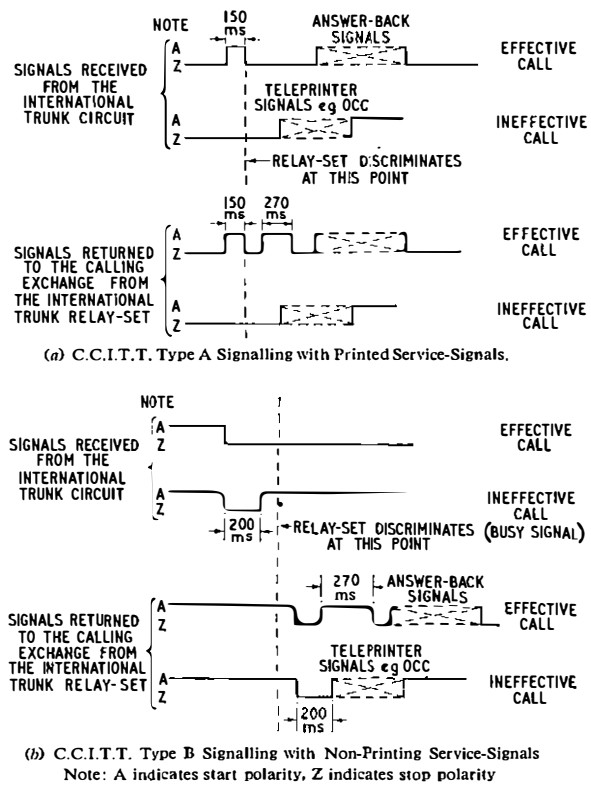 NOTE
150
ms
ANSWER-BACK
SIGNALS
SIGNALS RECEIVED
FROM THE
INTERNATIONAL
TRUNK CIRCUIT
A
Z
EFFECTIVE
CALL
TELEPRINTER
SIGNALS eg OCC
A
Z
INEFFECTIVE
CALL
RELAY-SET DISCRIMINATES
AT THIS POINT
150
ms
270
ms
SIGNALS RETURNED
TO THE CALLING
EXCHANGE FROM
THE INTERNATIONAL
TRUNK RELAY-SET
A
Z
EFFECTIVE
CALL
A
Z
INEFFECTIVE
CALL
(a) C.C.I.T.T. Type A Signalling with Printed Service-Signals.
NOTE
SIGNALS RECEIVED
FROM THE
INTERNATIONAL
TRUNK CIRCUIT
A
Z
EFFECTIVE
CALL
A
Z
INEFFECTIVE
CALL
(BUSY SIGNAL)
200
ms
RELAY-SET DISCRIMINATES
AT THIS POINT
270
ms
ANSWER-BACK
SIGNALS
SIGNALS RETURNED
TO THE CALLING
EXCHANGE FROM
THE INTERNATIONAL
TRUNK RELAY-SET
A
Z
EFFECTIVE
CALL
TELEPRINTER
SIGNALS eg OCC
A
Z
INEFFECTIVE
CALL
200
ms
(b) C.C.I.T.T. Type B Signalling with Non-Printing Service-Signals
Note: A indicates start polarity, Z indicates stop polarity